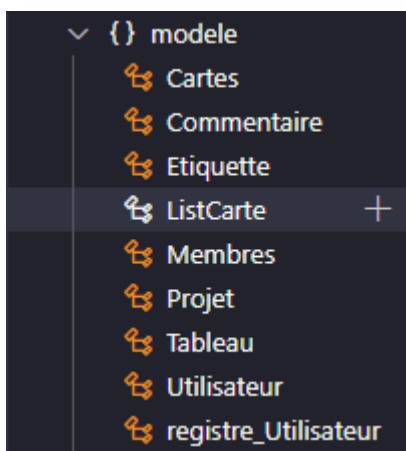 {} modele
Cartes
Commentaire
Etiquette
ListCarte
Membres
Projet
Tableau
Utilisateur
registre_Utilisateur